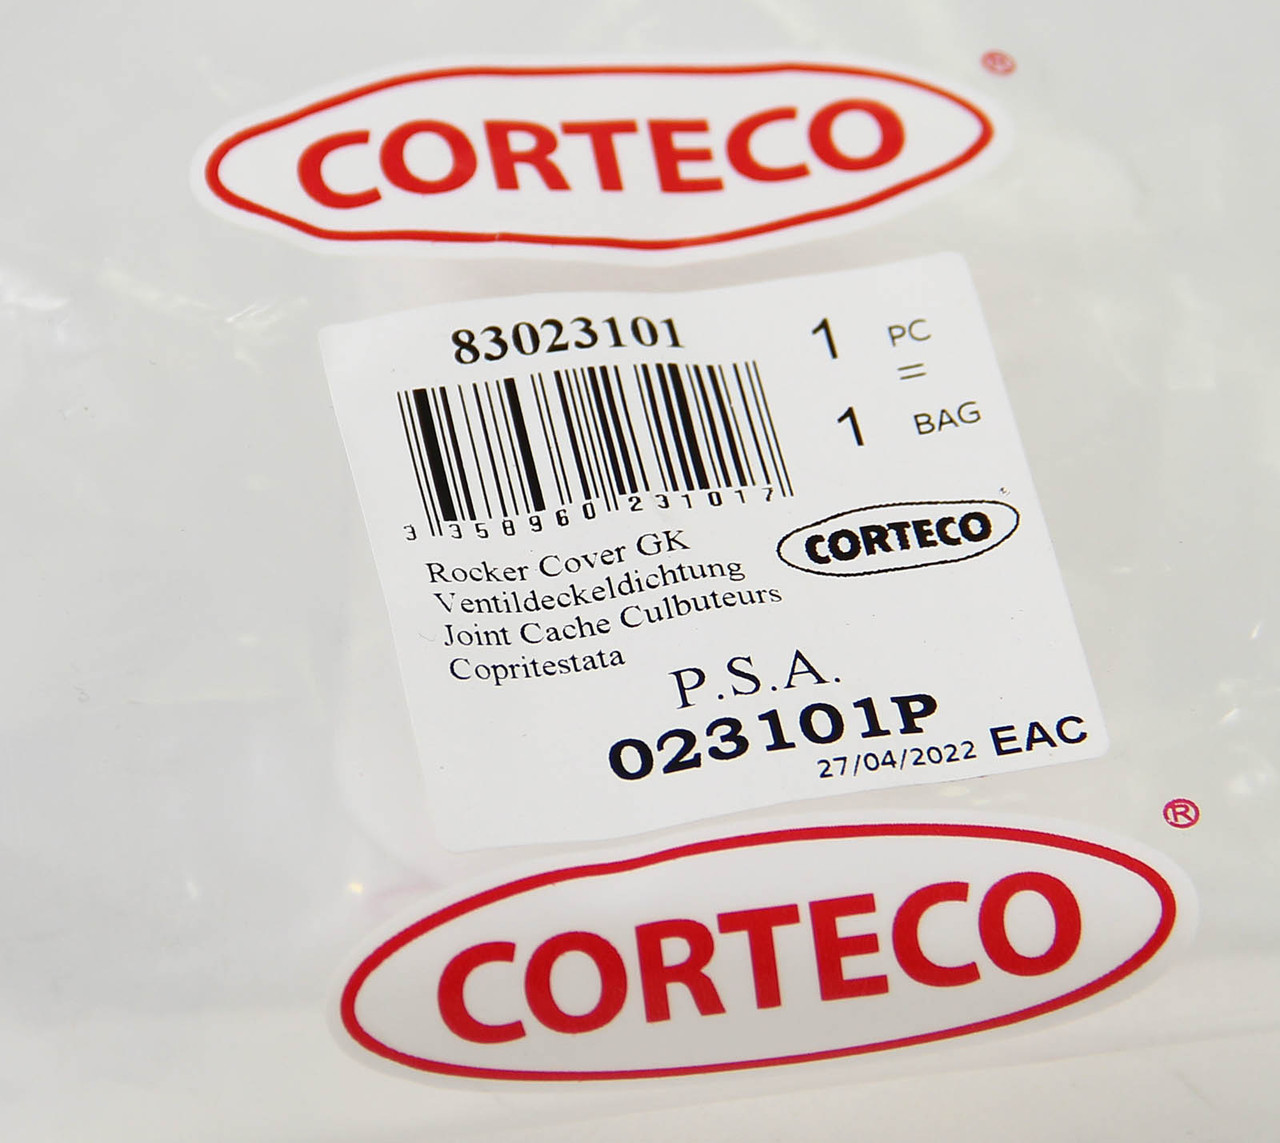 CORTECO®
83023101
1 PC
=
1 BAG
3 358960 231017
CORTECO
Rocker Cover GK
Ventildeckeldichtung
Joint Cache Culbuteurs
Copritestata
P.S.A.
023101P
27/04/2022 EAC
CORTECO®